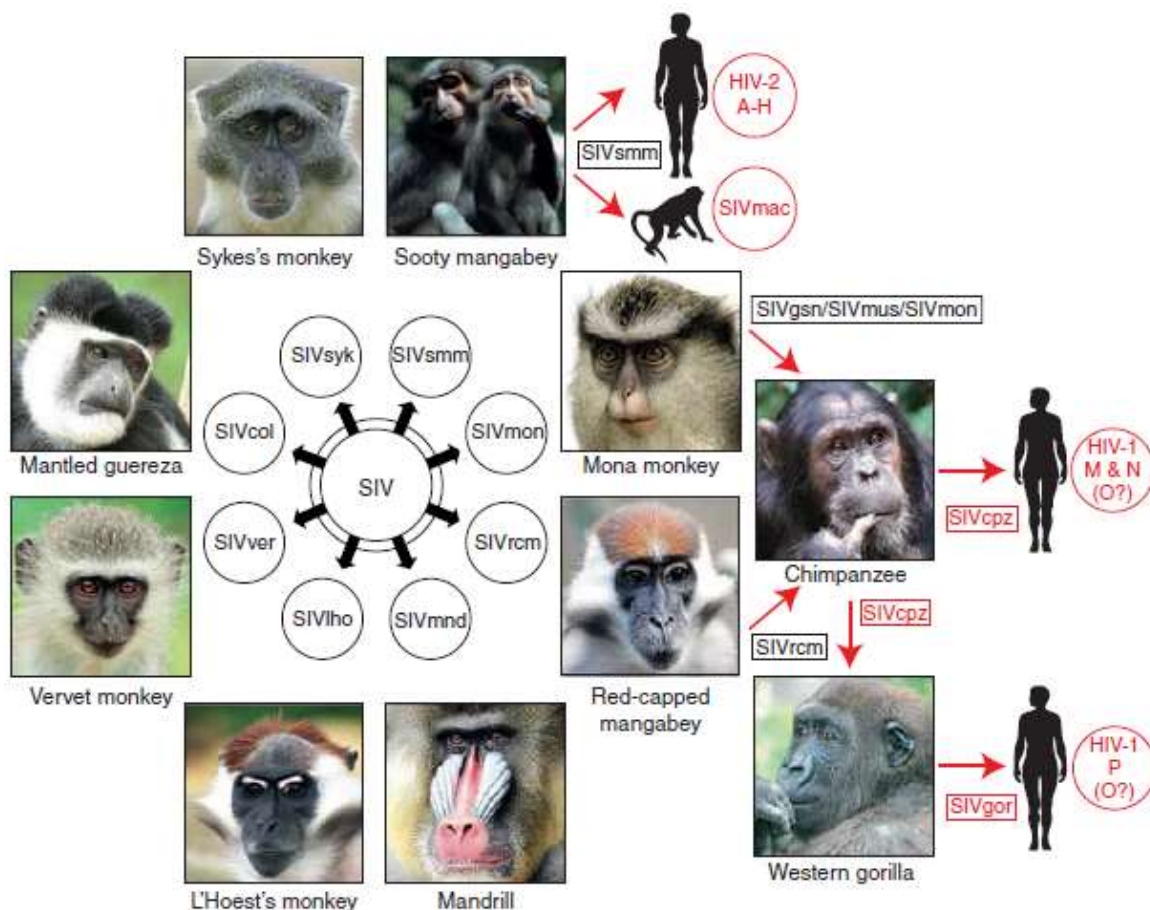 HIV-2
A-H
SIVsmm
SIVmac
Sykes's monkey
Sooty mangabey
SIVgsn/SIVmus/SIVmon
SIVsyk
SIVsmm
SIVcol
SIVmon
SIV
Mantled guereza
Mona monkey
HIV-1
M & N
(O?)
SIVcpz
SIVver
SIVrcm
Chimpanzee
SIVlho
SIVmnd
SIVcpz
SIVrcm
Vervet monkey
Red-capped
mangabey
HIV-1
P
(O?)
SIVgor
L'Hoest's monkey
Mandrill
Western gorilla